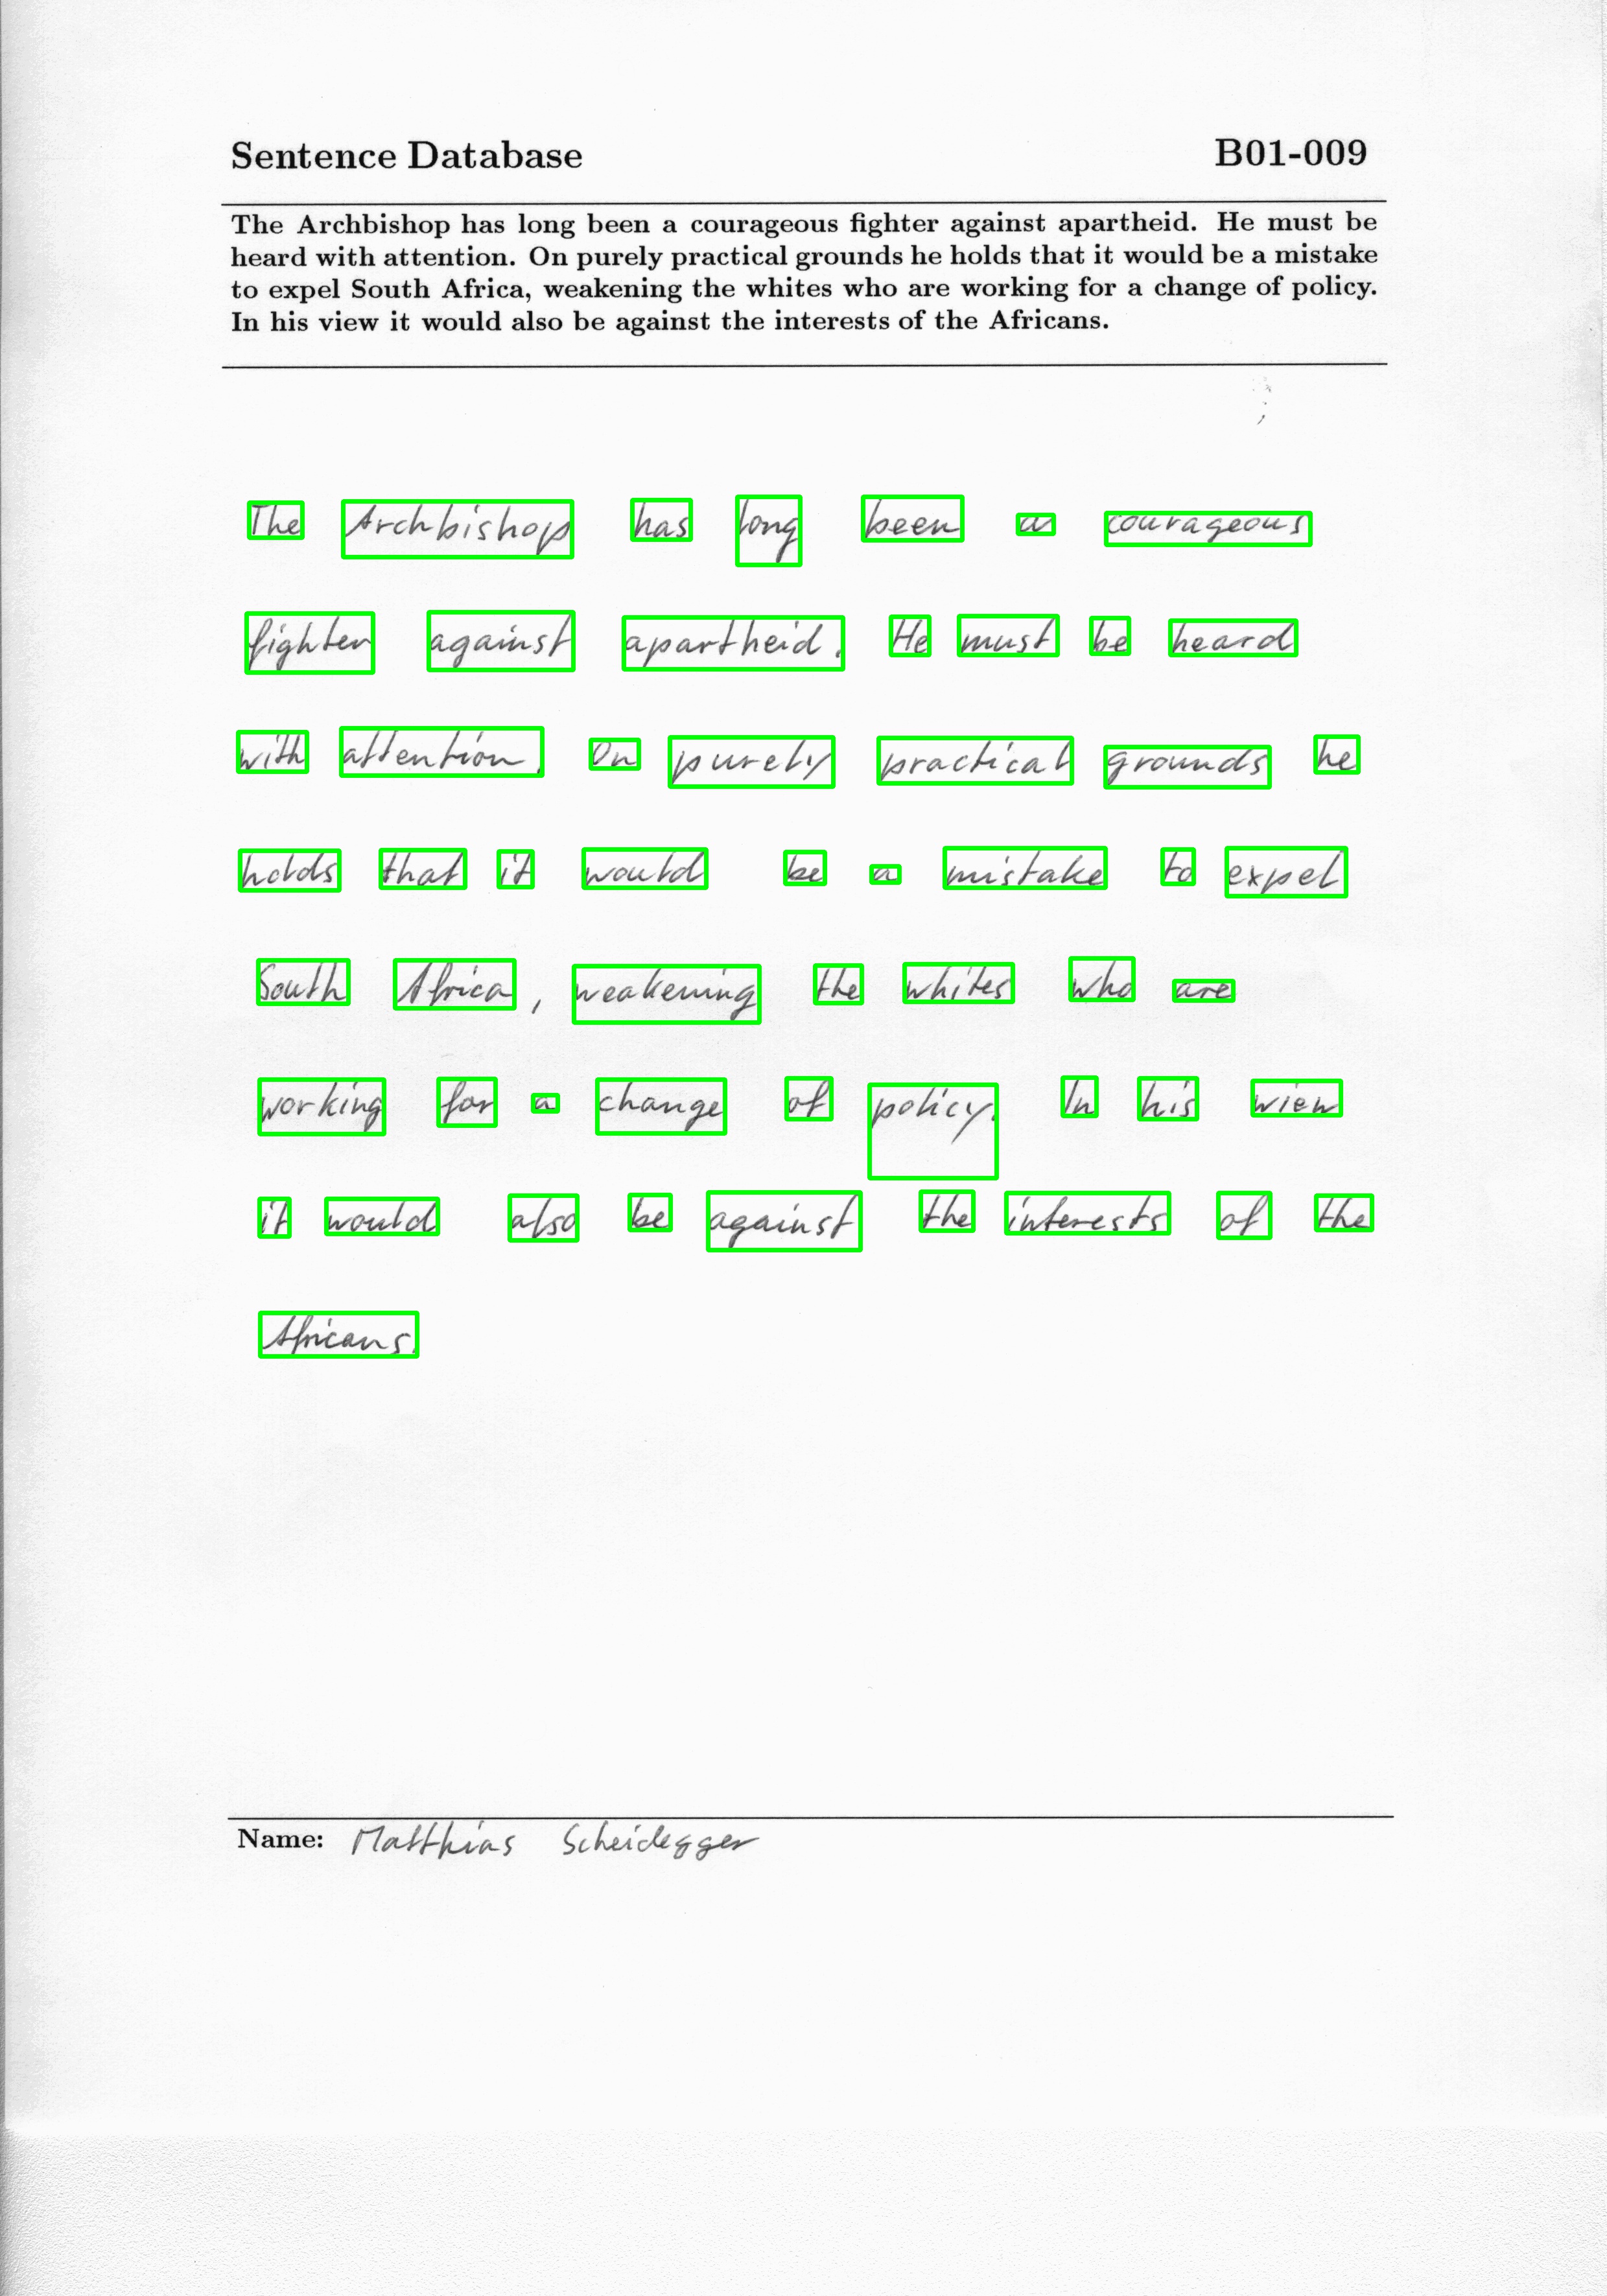 Sentence Database B01-009
The Archbishop has long been a courageous fighter against apartheid. He must be
heard with attention. On purely practical grounds he holds that it would be a mistake
to expel South Africa, weakening the whites who are working for a change of policy.
In his view it would also be against the interests of the Africans.
The Archbishop has long been a courageous
fighter against apartheid. He must be heard
with attention. On purely practical grounds he
holds that it would be a mistake to expel
South Africa, weakening the whites who are
working for a change of policy. In his view
it would also be against the interests of the
Africans.
Name: Matthias Scheidegger